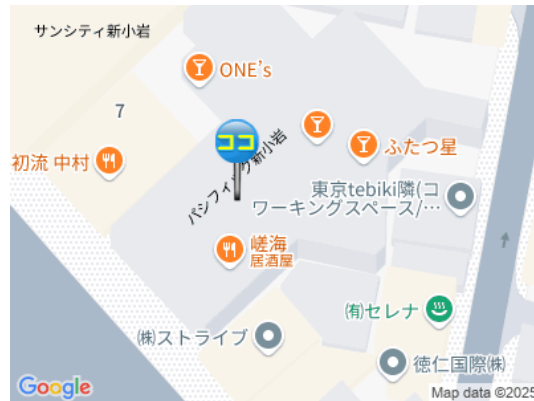 サンシティ新小岩
ONE's
7
ココ
ふたつ星
初流 中村
パシフィック新小岩
東京tebiki隣(コ
ワーキングスペース/…
嵯海
居酒屋
㈲セレナ
㈱ストライブ
徳仁国際㈱
Google
Map data ©2025